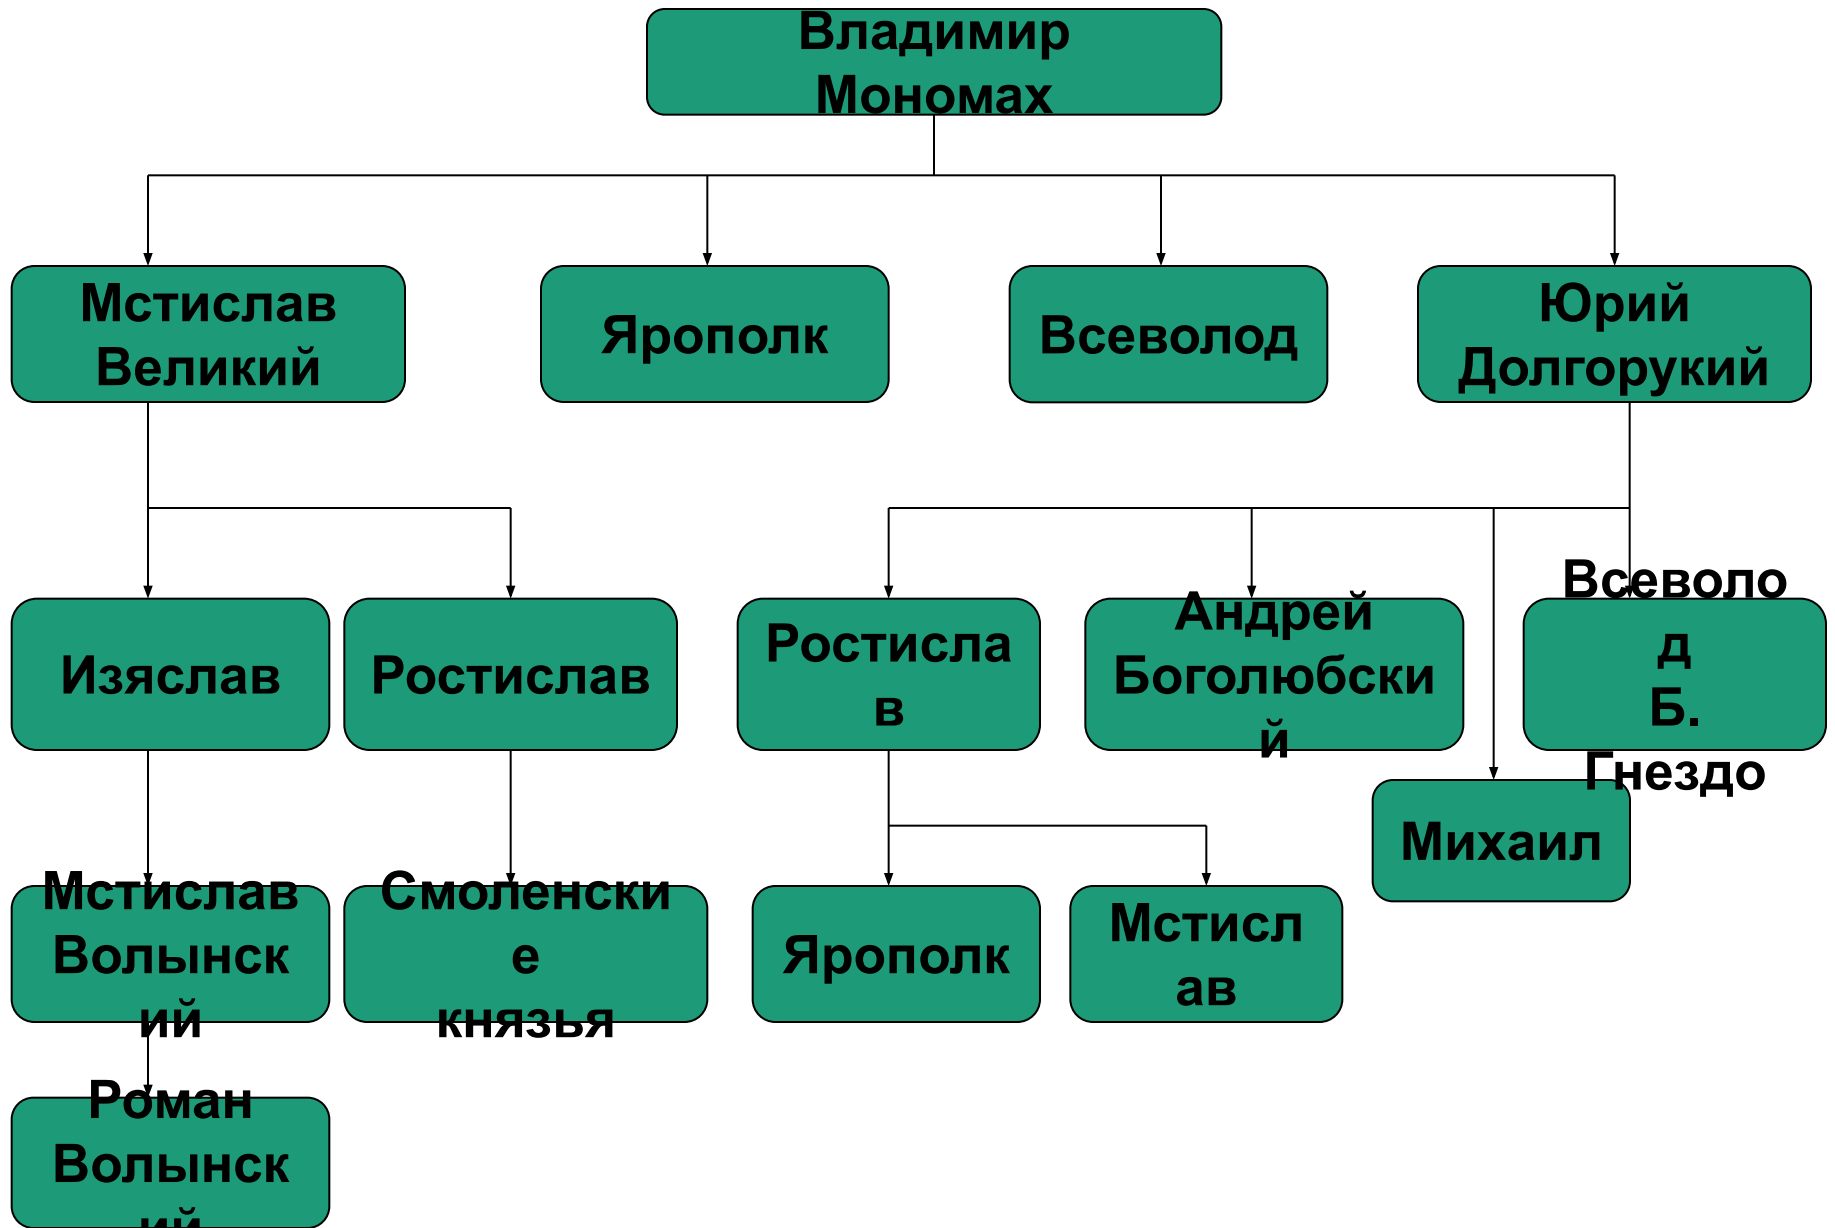 Владимир
Мономах
Мстислав
Великий
Ярополк
Всеволод
Юрий
Долгорукий
Изяслав
Ростислав
Ростисла
в
Андрей
Боголюбски
й
Всеволо
д
Б.
Гнездо
Михаил
Мстислав
Волынск
ий
Смоленски
е
князья
Ярополк
Мстисл
ав
Роман
Волынск
ий